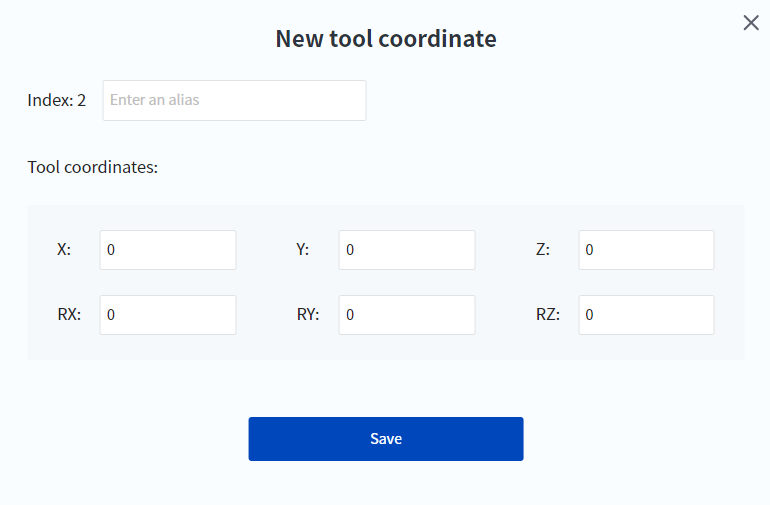 New tool coordinate
Index: 2 Enter an alias
Tool coordinates:
X: 0 Y: 0 Z: 0
RX: 0 RY: 0 RZ: 0
Save